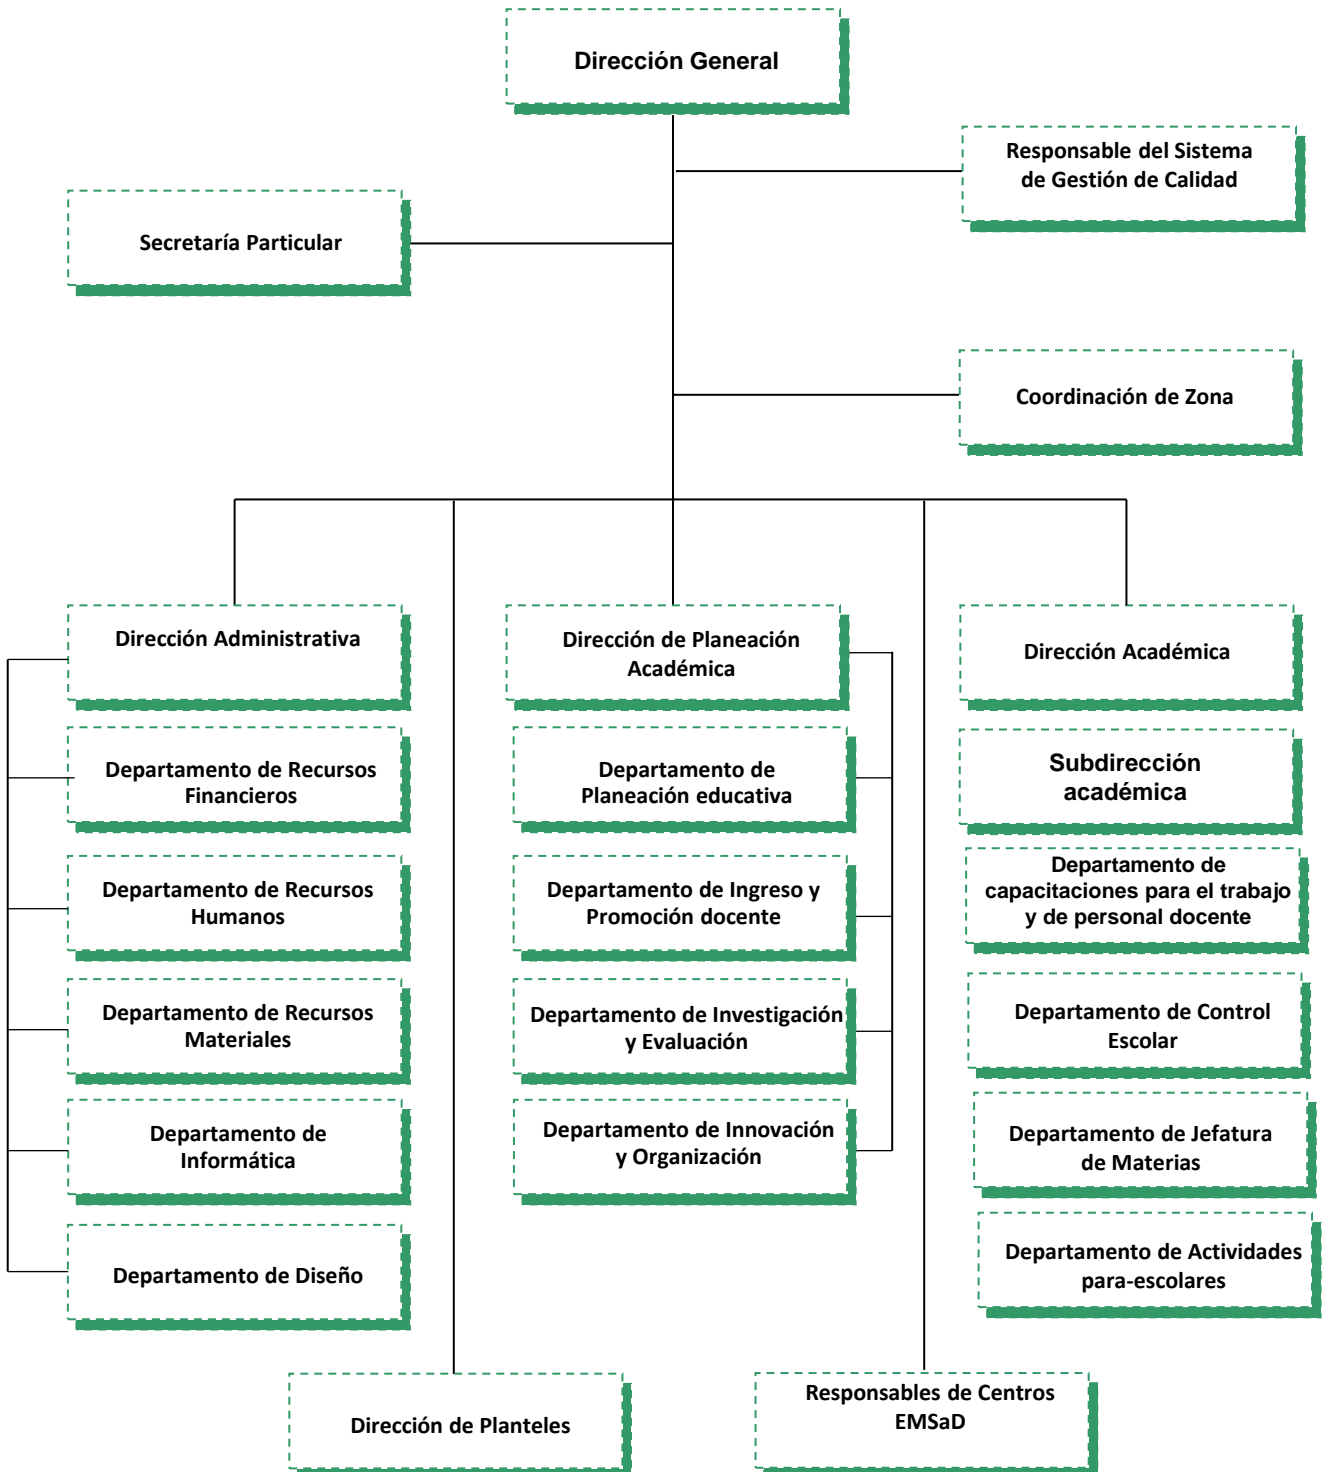 Dirección General
Responsable del Sistema
de Gestión de Calidad
Secretaría Particular
Coordinación de Zona
Dirección Administrativa
Departamento de Recursos
Financieros
Departamento de Recursos
Humanos
Departamento de Recursos
Materiales
Departamento de
Informática
Departamento de Diseño
Dirección de Planeación
Académica
Departamento de
Planeación educativa
Departamento de Ingreso y
Promoción docente
Departamento de Investigación
y Evaluación
Departamento de Innovación
y Organización
Dirección Académica
Subdirección
académica
Departamento de
capacitaciones para el trabajo
y de personal docente
Departamento de Control
Escolar
Departamento de Jefatura
de Materias
Departamento de Actividades
para-escolares
Dirección de Planteles
Responsables de Centros
EMSaD